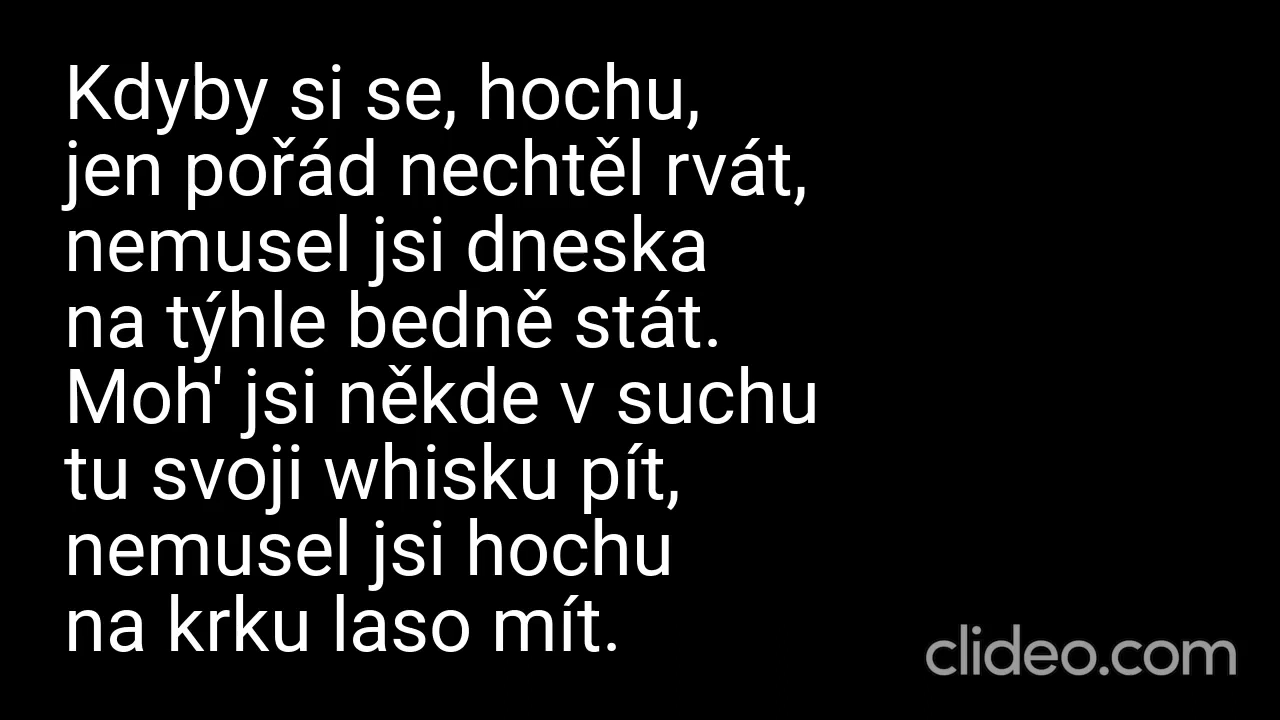 Kdyby si se, hochu,
jen pořád nechtěl rvát,
nemusel jsi dneska
na týhle bedně stát.
Moh' jsi někde v suchu
tu svoji whisku pít,
nemusel jsi hochu
na krku laso mít.
clideo.com